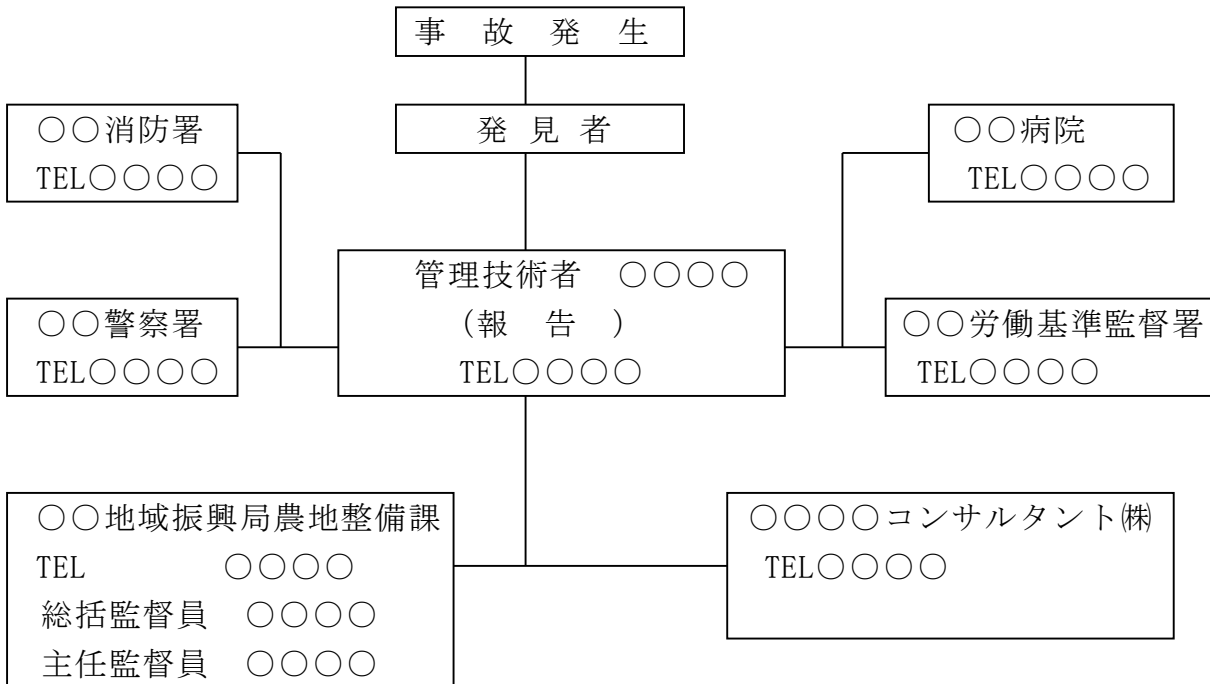 事 故 発 生
発 見 者
○○消防署
TEL○○○○
○○病院
TEL○○○○
管理技術者 ○○○○
（報 告 ）
TEL○○○○
○○警察署
TEL○○○○
○○労働基準監督署
TEL○○○○
○○地域振興局農地整備課
TEL ○○○○
総括監督員 ○○○○
主任監督員 ○○○○
○○○○コンサルタント㈱
TEL○○○○